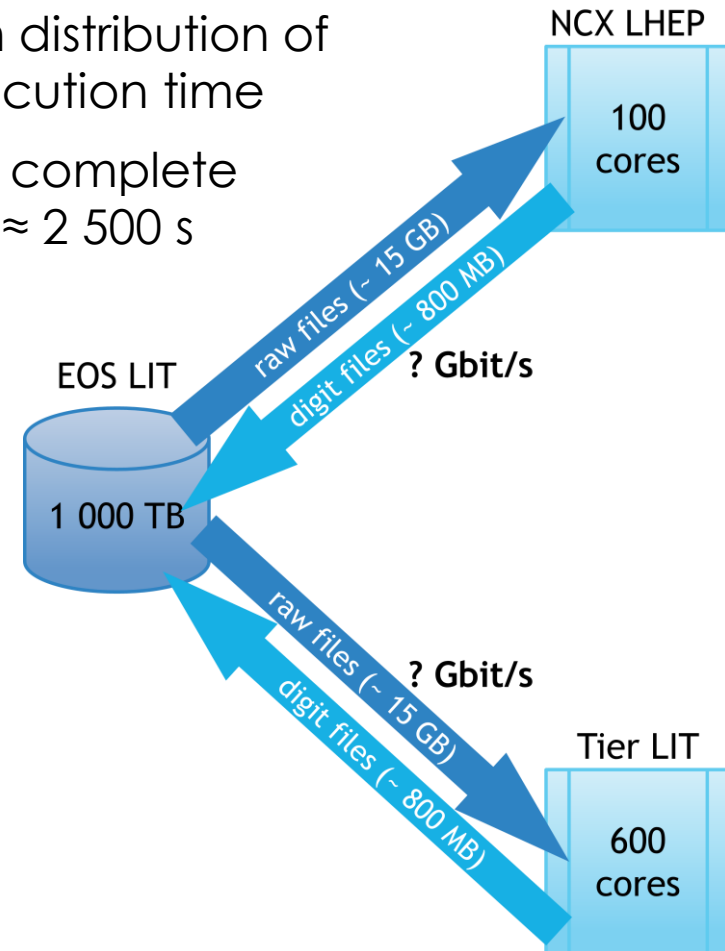 distribution of
cution time
complete
≈ 2 500 s
NCX LHEP
100
cores
raw files (~ 15 GB)
digit files (~ 800 MB)
? Gbit/s
EOS LIT
1 000 TB
raw files (~ 15 GB)
? Gbit/s
digit files (~ 800 MB)
Tier LIT
600
cores